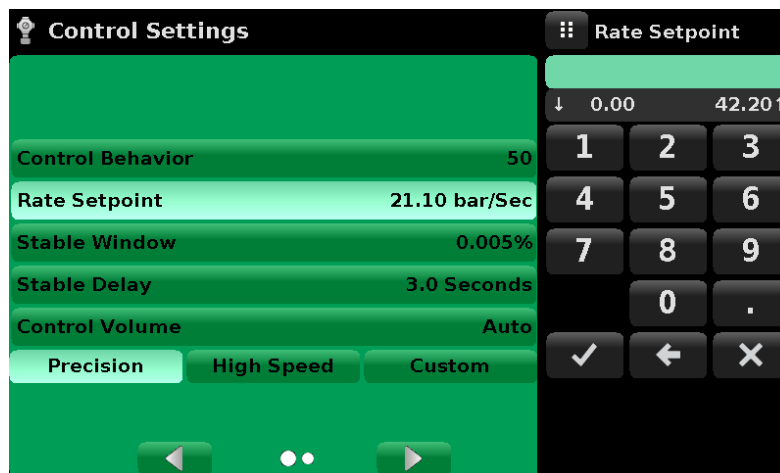 Control Settings
Control Behavior 50
Rate Setpoint 21.10 bar/Sec
Stable Window 0.005%
Stable Delay 3.0 Seconds
Control Volume Auto
Precision High Speed Custom
Rate Setpoint
↓ 0.00 42.201
1 2 3
4 5 6
7 8 9
0 .